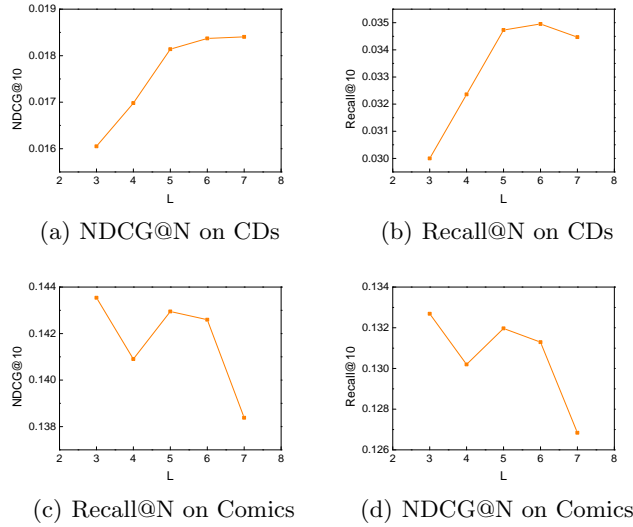 0.019
0.018
0.017
0.016
NDCG@10
2 3 4 5 6 7 8
L
(a) NDCG@N on CDs
0.035
0.034
0.033
0.032
0.031
0.030
Recall@10
2 3 4 5 6 7 8
L
(b) Recall@N on CDs
0.144
0.142
0.140
0.138
NDCG@10
2 3 4 5 6 7 8
L
(c) Recall@N on Comics
0.134
0.132
0.130
0.128
0.126
Recall@10
2 3 4 5 6 7 8
L
(d) NDCG@N on Comics